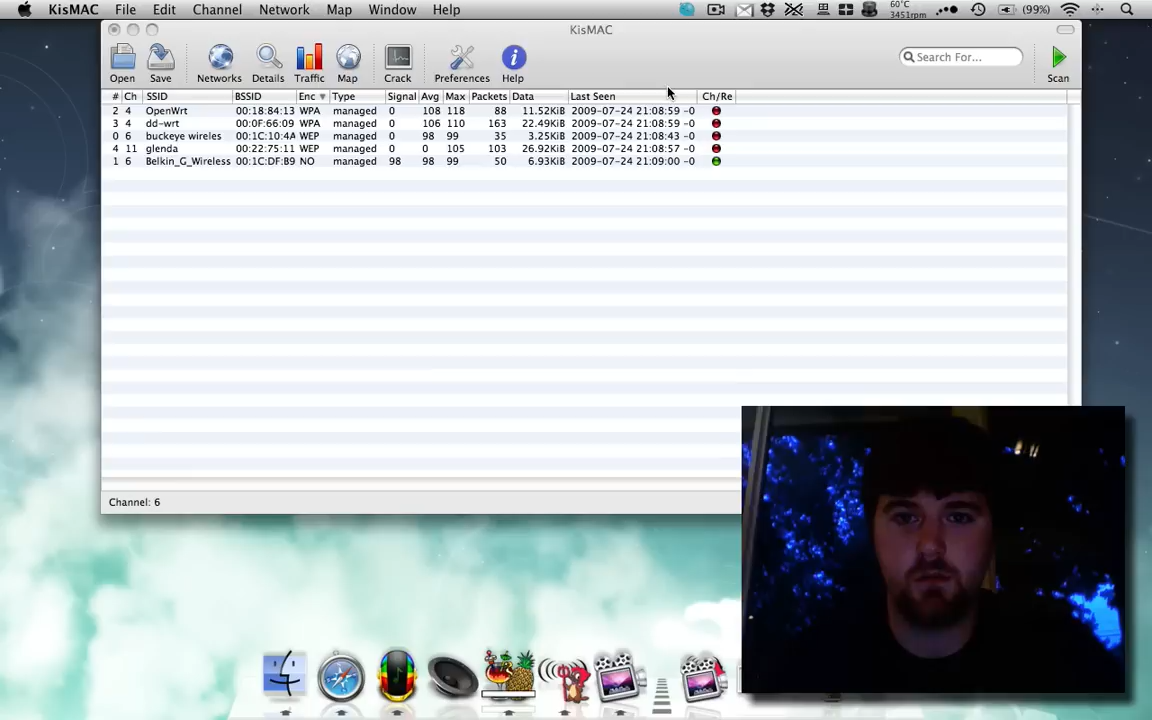 KisMAC File Edit Channel Network Map Window Help 60°C 3451rpm (99%)
KisMAC
Open Save Networks Details Traffic Map Crack Preferences Help Search For... Scan
# Ch SSID BSSID Enc Type Signal Avg Max Packets Data Last Seen Ch/Re
2 4 OpenWrt 00:18:84:13 WPA managed 0 108 118 88 11.52KiB 2009-07-24 21:08:59 -0
3 4 dd-wrt 00:0F:66:09 WPA managed 0 106 110 163 22.49KiB 2009-07-24 21:08:59 -0
0 6 buckeye wireles 00:1C:10:4A WEP managed 0 98 99 35 3.25KiB 2009-07-24 21:08:43 -0
4 11 glenda 00:22:75:11 WEP managed 0 0 105 103 26.92KiB 2009-07-24 21:08:57 -0
1 6 Belkin_G_Wireless 00:1C:DF:B9 NO managed 98 98 99 50 6.93KiB 2009-07-24 21:09:00 -0
Channel: 6